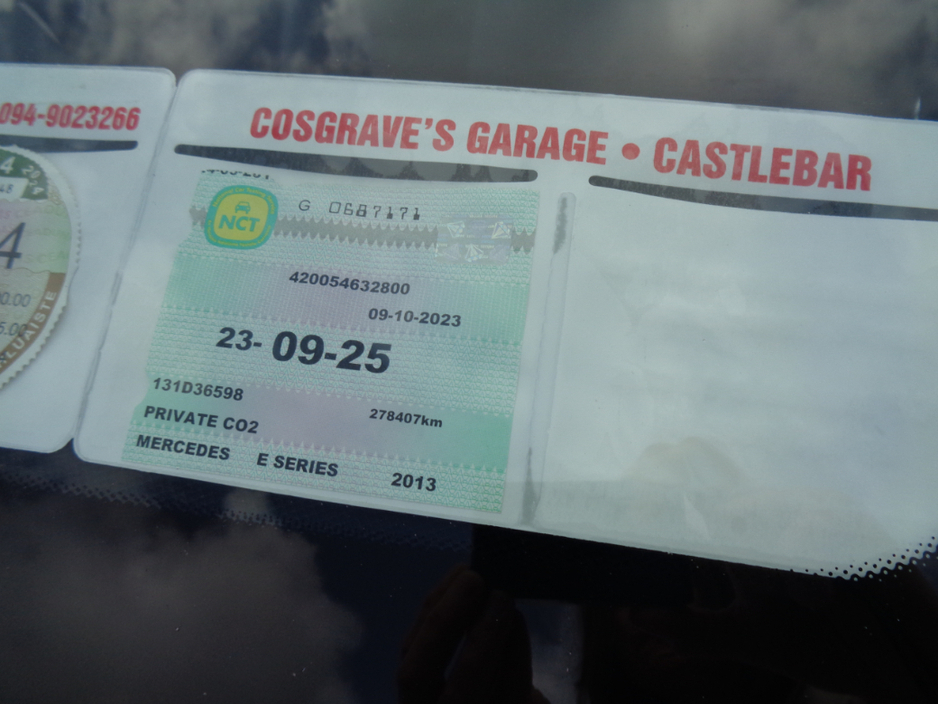 094-9023266
COSGRAVE'S GARAGE • CASTLEBAR
NCT
G 0687171
420054632800
09-10-2023
23-09-25
131D36598
278407km
PRIVATE CO2
MERCEDES E SERIES 2013
4